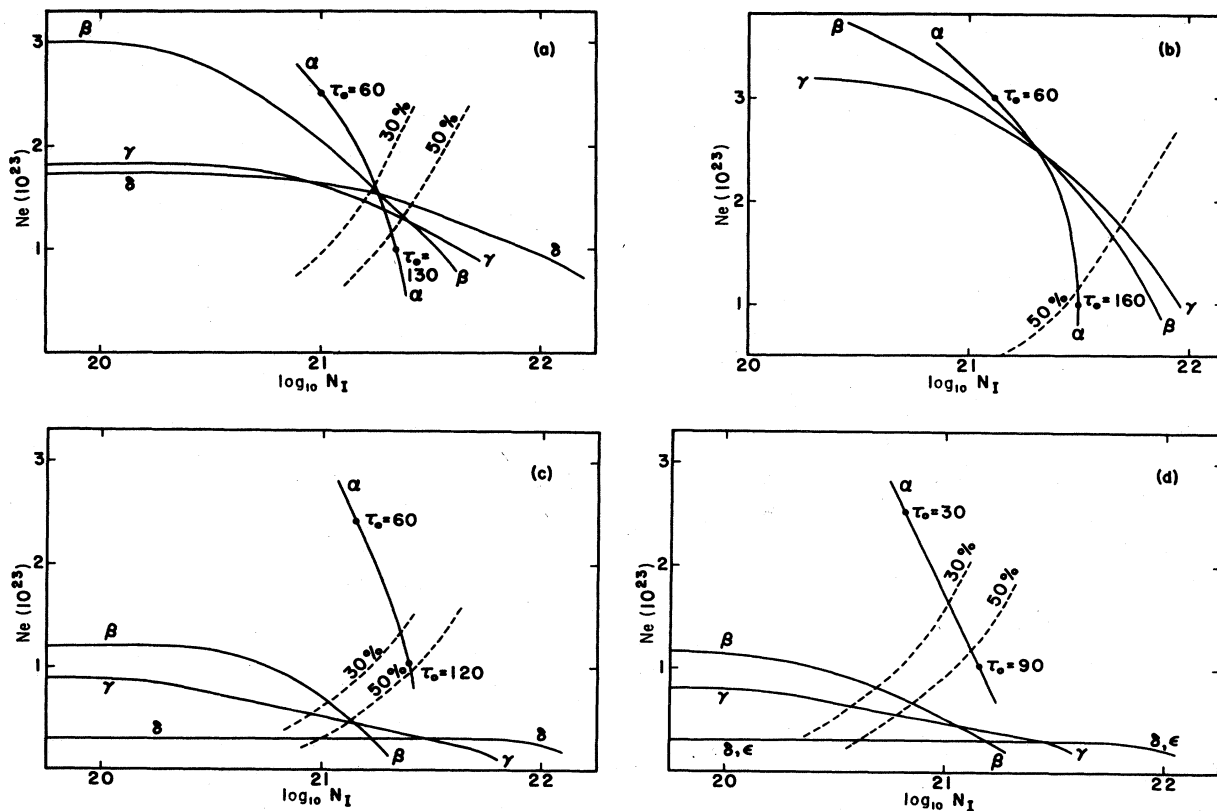 (a)
3
2
1
Ne (10²³)
β
α
τ₀=60
30%
50%
γ
δ
δ
τ₀=
130
β
γ
α
20
21
22
log₁₀ N_I
(b)
3
2
1
Ne (10²³)
β
α
γ
τ₀=60
50%
τ₀=160
γ
β
α
20
21
22
log₁₀ N_I
(c)
3
2
1
Ne (10²³)
α
τ₀=60
β
30%
50%
τ₀=120
γ
δ
δ
β
γ
20
21
22
log₁₀ N_I
(d)
3
2
1
Ne (10²³)
α
τ₀=30
30%
50%
β
τ₀=90
γ
δ,ϵ
δ,ϵ
β
γ
20
21
22
log₁₀ N_I